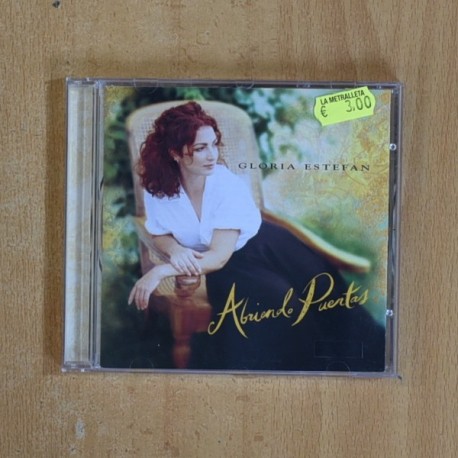 LA METRALLETA
€ 3,00
GLORIA ESTEFAN
Abriendo Puertas